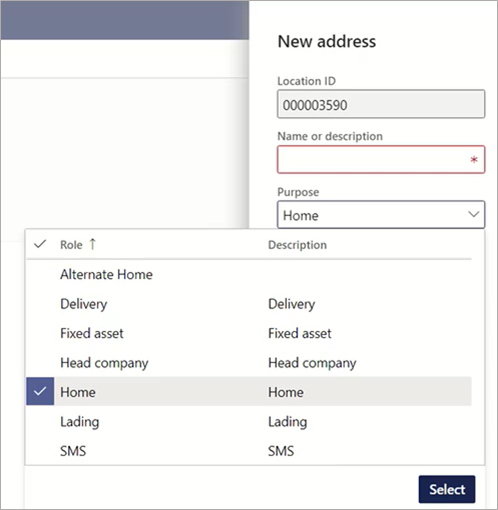 New address
Location ID
000003590
Name or description
*
Purpose
Home
Role ↑ Description
Alternate Home
Delivery Delivery
Fixed asset Fixed asset
Head company Head company
Home Home
Lading Lading
SMS SMS
Select